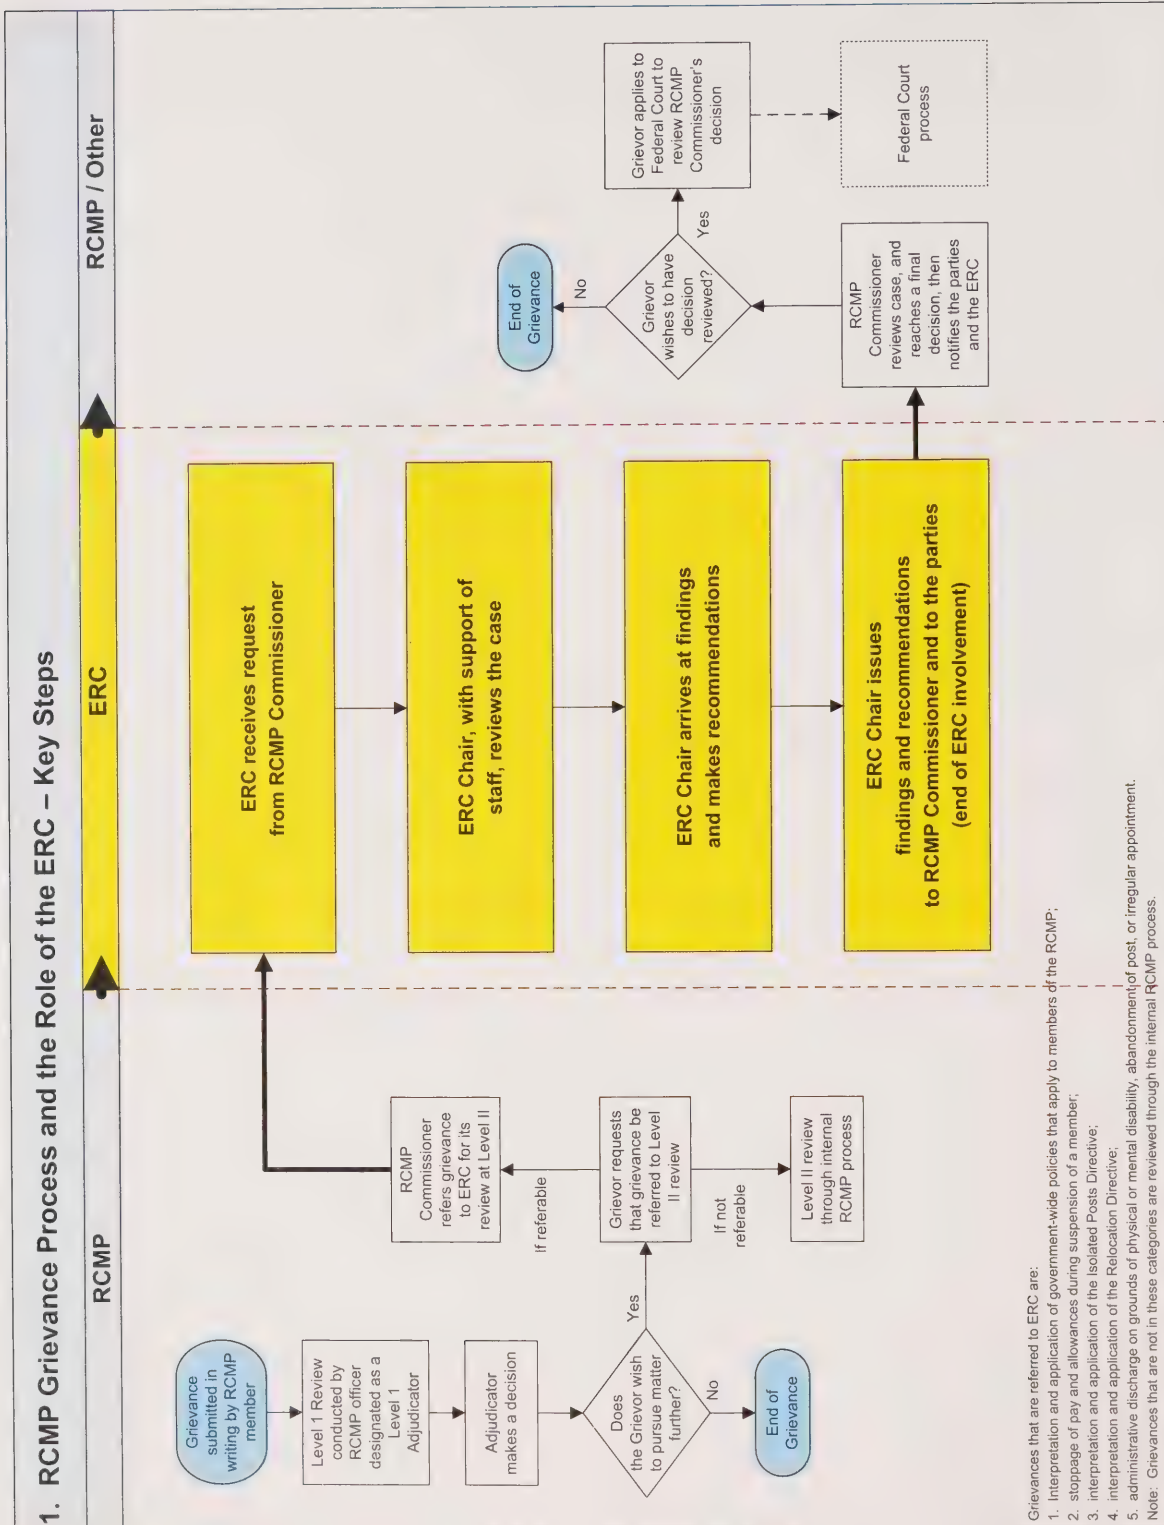 1. RCMP Grievance Process and the Role of the ERC – Key Steps
RCMP
ERC
RCMP / Other
Grievance
submitted in
writing by RCMP
member
Level 1 Review
conducted by
RCMP officer
designated as a
Level 1
Adjudicator
Adjudicator
makes a decision
Does
the Grievor wish
to pursue matter
further?
Yes
No
End of
Grievance
Grievor requests
that grievance be
referred to Level
II review
If referable
If not
referable
RCMP
Commissioner
refers grievance
to ERC for its
review at Level II
Level II review
through internal
RCMP process
ERC receives request
from RCMP Commissioner
ERC Chair, with support of
staff, reviews the case
ERC Chair arrives at findings
and makes recommendations
ERC Chair issues
findings and recommendations
to RCMP Commissioner and to the parties
(end of ERC involvement)
RCMP
Commissioner
reviews case, and
reaches a final
decision, then
notifies the parties
and the ERC
Grievor
wishes to have
decision
reviewed?
No
Yes
End of
Grievance
Grievor applies to
Federal Court to
review RCMP
Commissioner's
decision
Federal Court
process
Grievances that are referred to ERC are:
1. Interpretation and application of government-wide policies that apply to members of the RCMP;
2. stoppage of pay and allowances during suspension of a member;
3. interpretation and application of the Isolated Posts Directive;
4. interpretation and application of the Relocation Directive;
5. administrative discharge on grounds of physical or mental disability, abandonment of post, or irregular appointment.
Note: Grievances that are not in these categories are reviewed through the internal RCMP process.